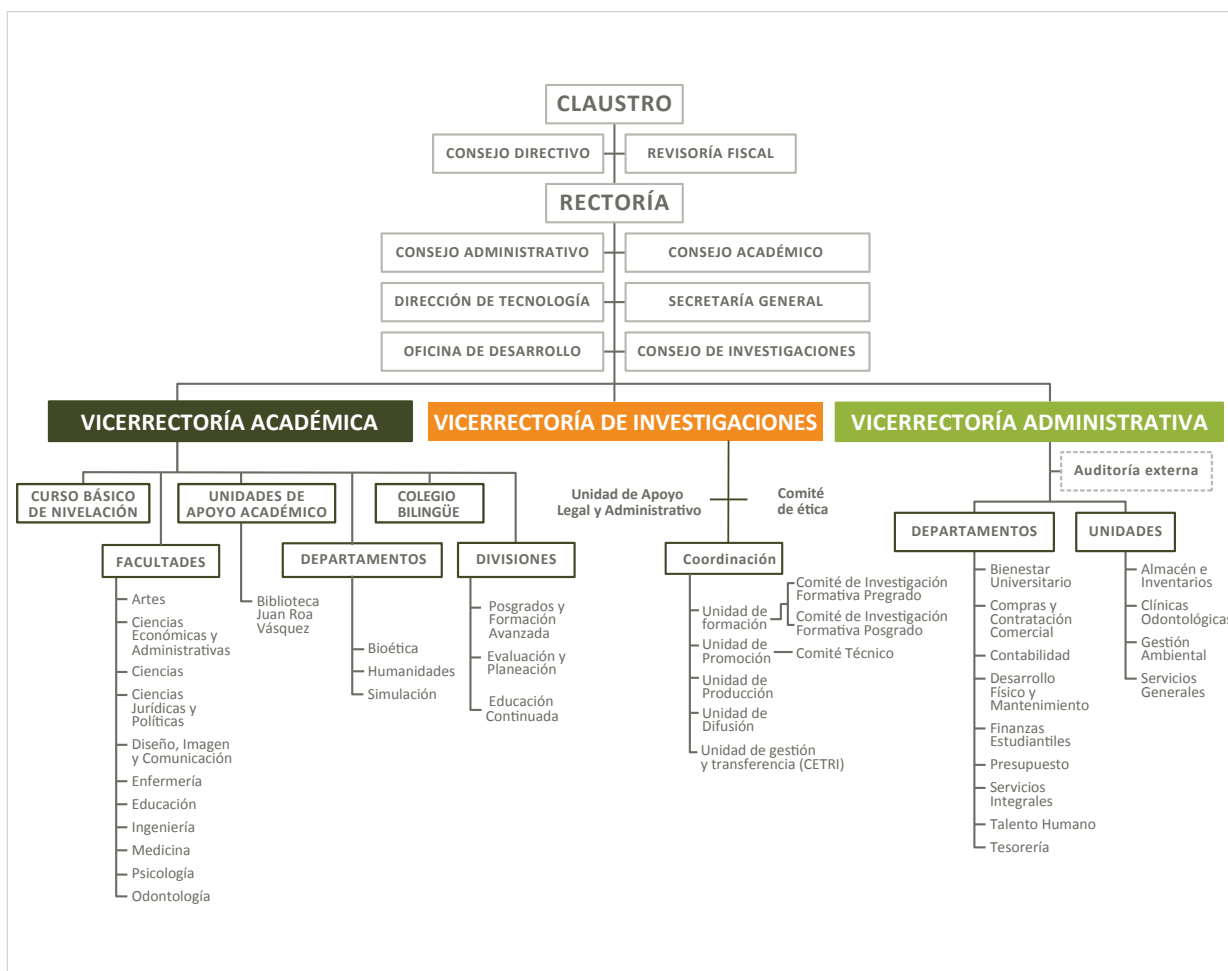 CLAUSTRO
CONSEJO DIRECTIVO
REVISORÍA FISCAL
RECTORÍA
CONSEJO ADMINISTRATIVO
CONSEJO ACADÉMICO
DIRECCIÓN DE TECNOLOGÍA
SECRETARÍA GENERAL
OFICINA DE DESARROLLO
CONSEJO DE INVESTIGACIONES
VICERRECTORÍA ACADÉMICA
VICERRECTORÍA DE INVESTIGACIONES
VICERRECTORÍA ADMINISTRATIVA
CURSO BÁSICO
DE NIVELACIÓN
UNIDADES DE
APOYO ACADÉMICO
COLEGIO
BILINGÜE
FACULTADES
Artes
Ciencias
Económicas y
Administrativas
Ciencias
Ciencias
Jurídicas y
Políticas
Diseño, Imagen
y Comunicación
Enfermería
Educación
Ingeniería
Medicina
Psicología
Odontología
Biblioteca
Juan Roa
Vásquez
DEPARTAMENTOS
Bioética
Humanidades
Simulación
DIVISIONES
Posgrados y
Formación
Avanzada
Evaluación y
Planeación
Educación
Continuada
Unidad de Apoyo
Legal y Administrativo
Comité
de ética
Coordinación
Unidad de
formación
Comité de Investigación
Formativa Pregrado
Comité de Investigación
Formativa Posgrado
Unidad de
Promoción
Comité Técnico
Unidad de
Producción
Unidad de
Difusión
Unidad de gestión
y transferencia (CETRI)
Auditoría externa
DEPARTAMENTOS
Bienestar
Universitario
Compras y
Contratación
Comercial
Contabilidad
Desarrollo
Físico y
Mantenimiento
Finanzas
Estudiantiles
Presupuesto
Servicios
Integrales
Talento Humano
Tesorería
UNIDADES
Almacén e
Inventarios
Clínicas
Odontológicas
Gestión
Ambiental
Servicios
Generales